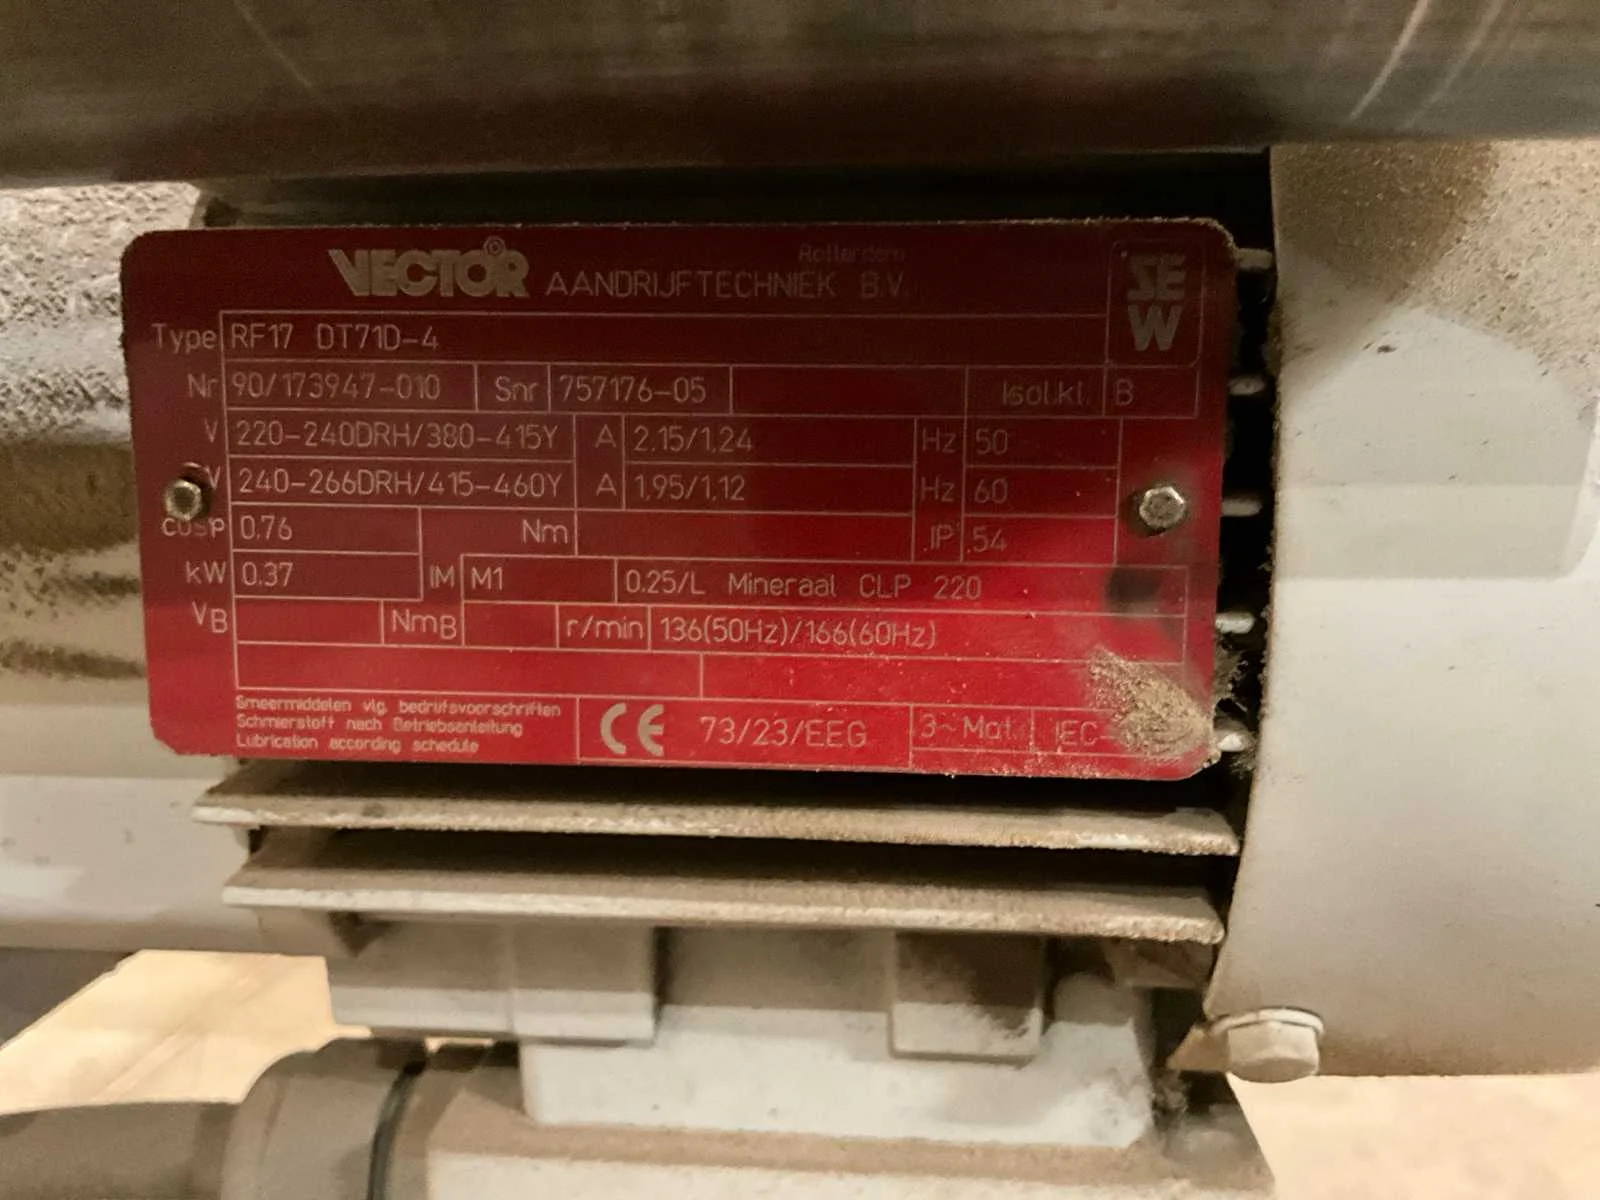 VECTOR©
Rotterdam
AANDRIJFTECHNIEK B.V.
SEW
Type RF17 DT71D-4
Nr 90/173947-010 Snr 757176-05 Isol.kl. B
V 220-240DRH/380-415Y A 2.15/1,24 Hz 50
V 240-266DRH/415-460Y A 1,95/1,12 Hz 60
cosφ 0.76 Nm IP .54
kW 0.37 IM M1 0.25/L Mineraal CLP 220
VB NmB r/min 136(50Hz)/166(60Hz)
Smeermiddelen vlg. bedrijfsvoorschriften
Schmierstoff nach Betriebsanleitung
Lubrication according schedule
CE 73/23/EEG 3~Mot. IEC